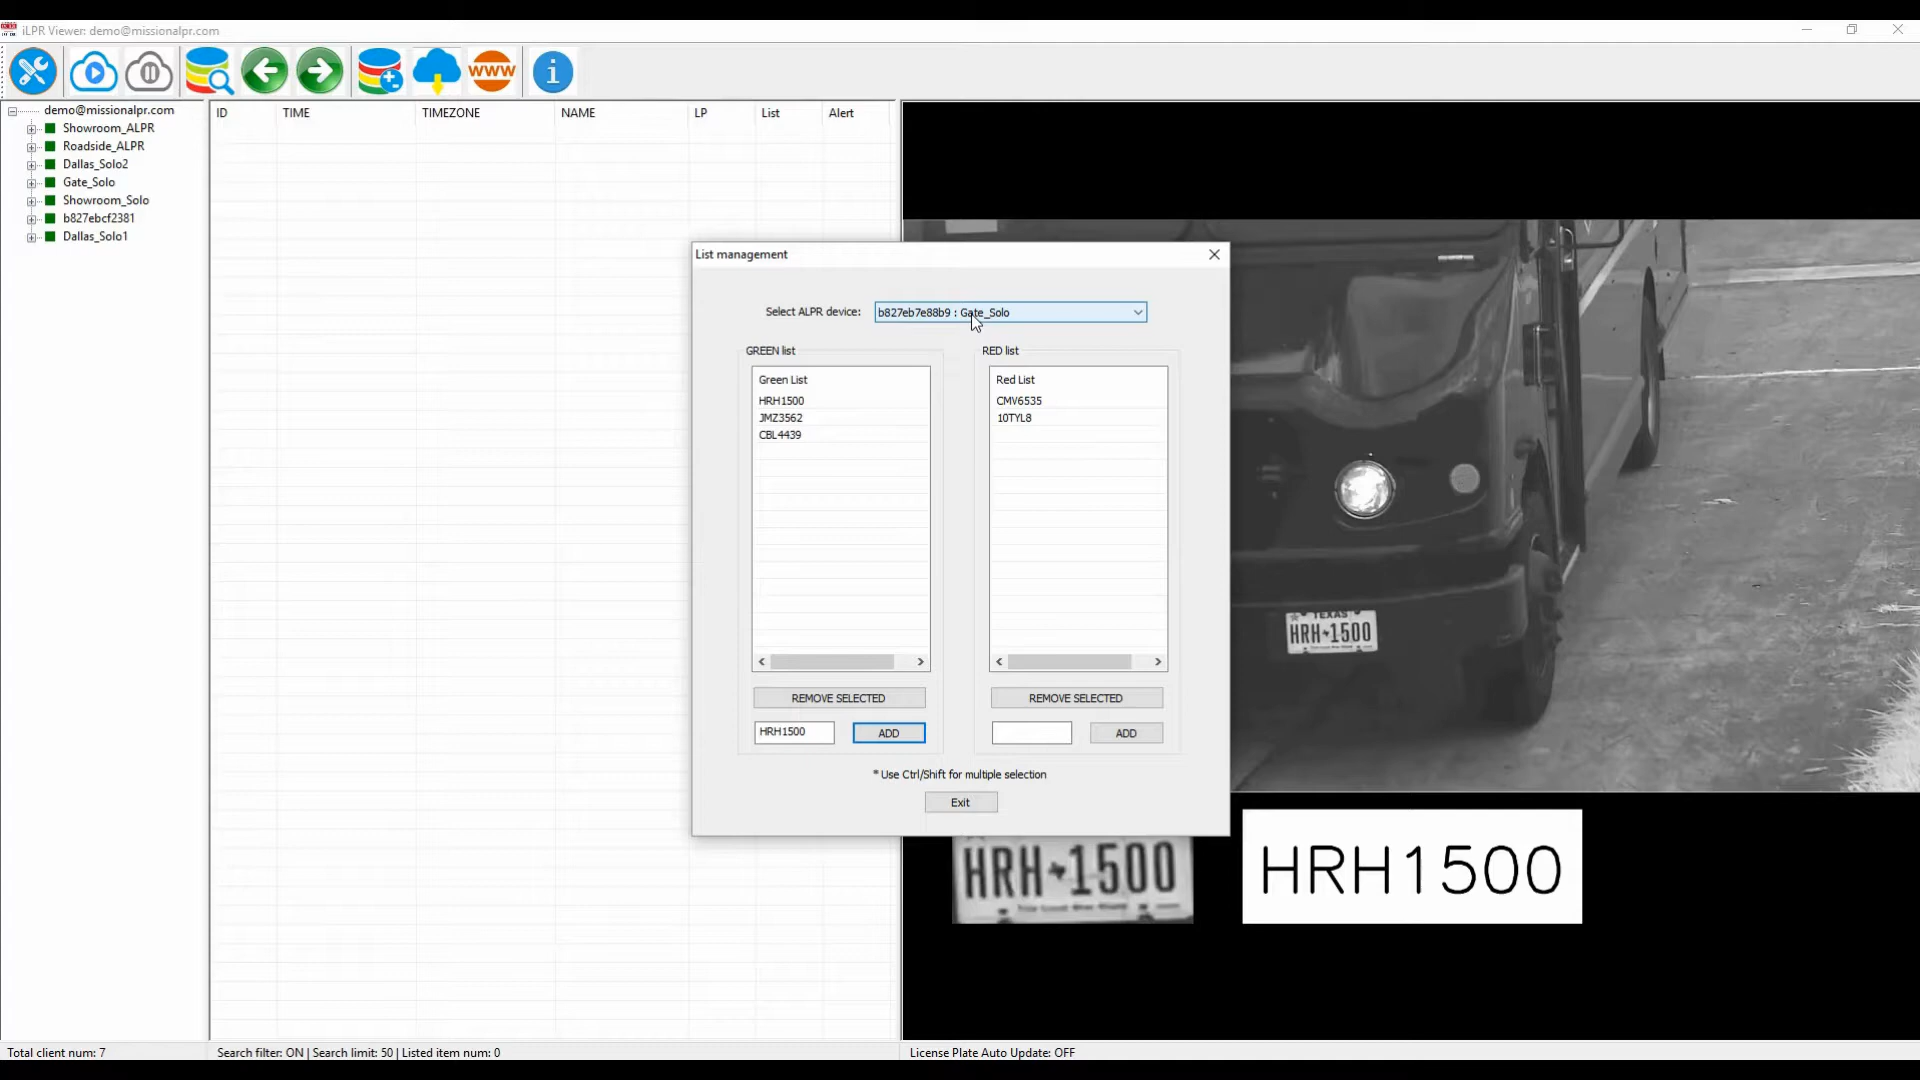 iLPR Viewer: demo@missionalpr.com
WWW
i
demo@missionalpr.com
Showroom_ALPR
Roadside_ALPR
Dallas_Solo2
Gate_Solo
Showroom_Solo
b827ebcf2381
Dallas_Solo1
ID TIME TIMEZONE NAME LP List Alert
List management
Select ALPR device: b827eb7e88b9 : Gate_Solo
GREEN list
Green List
HRH1500
JMZ3562
CBL4439
REMOVE SELECTED
HRH1500 ADD
RED list
Red List
CMV6535
10TYL8
REMOVE SELECTED
ADD
* Use Ctrl/Shift for multiple selection
Exit
TEXAS
HRH 1500
HRH 1500
HRH1500
Total client num: 7
Search filter: ON | Search limit: 50 | Listed item num: 0
License Plate Auto Update: OFF